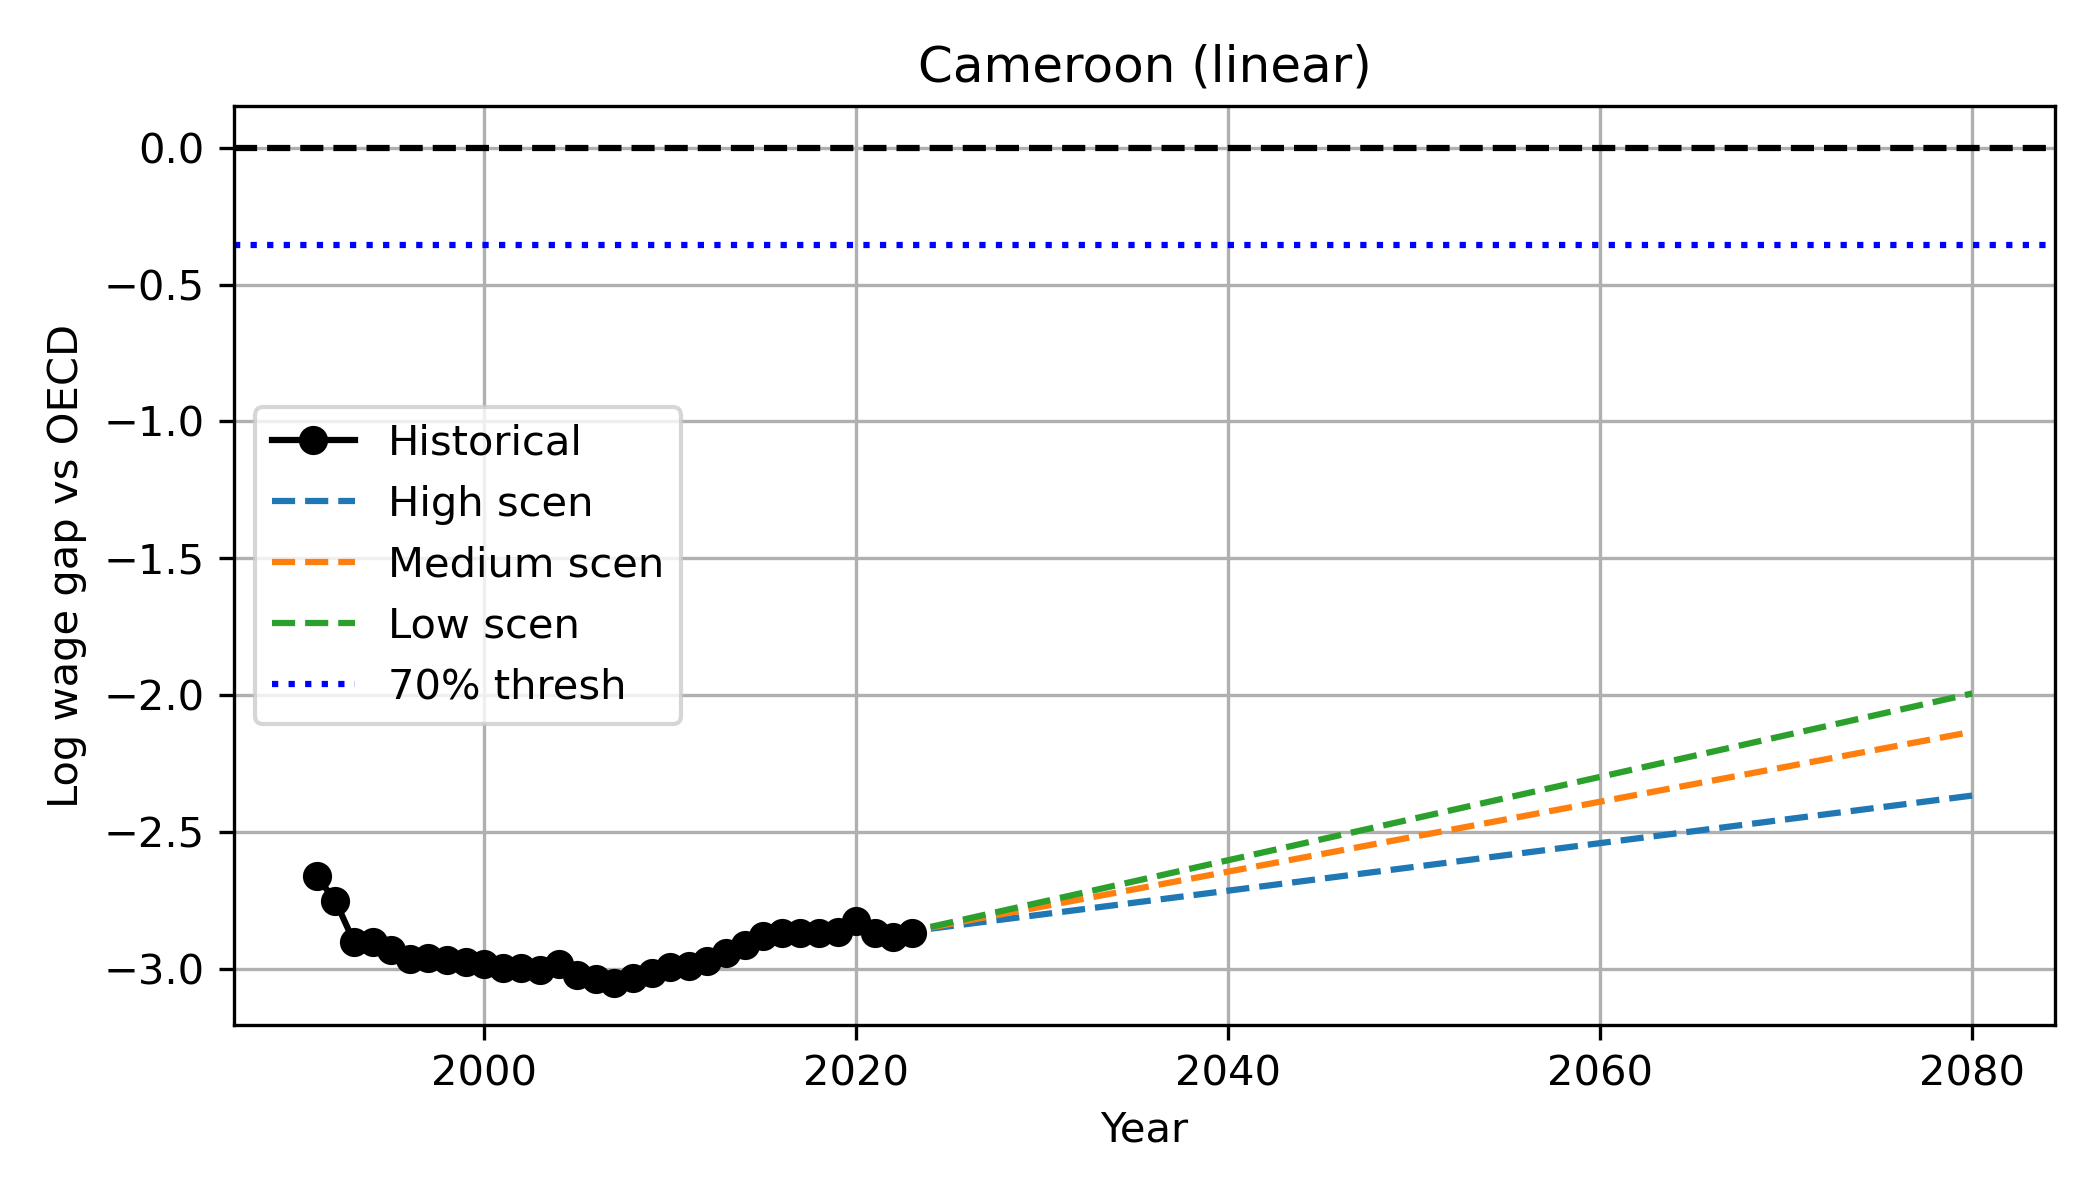 Cameroon (linear)
0.0
−0.5
−1.0
−1.5
−2.0
−2.5
−3.0
Log wage gap vs OECD
Historical
High scen
Medium scen
Low scen
70% thresh
2000
2020
2040
2060
2080
Year